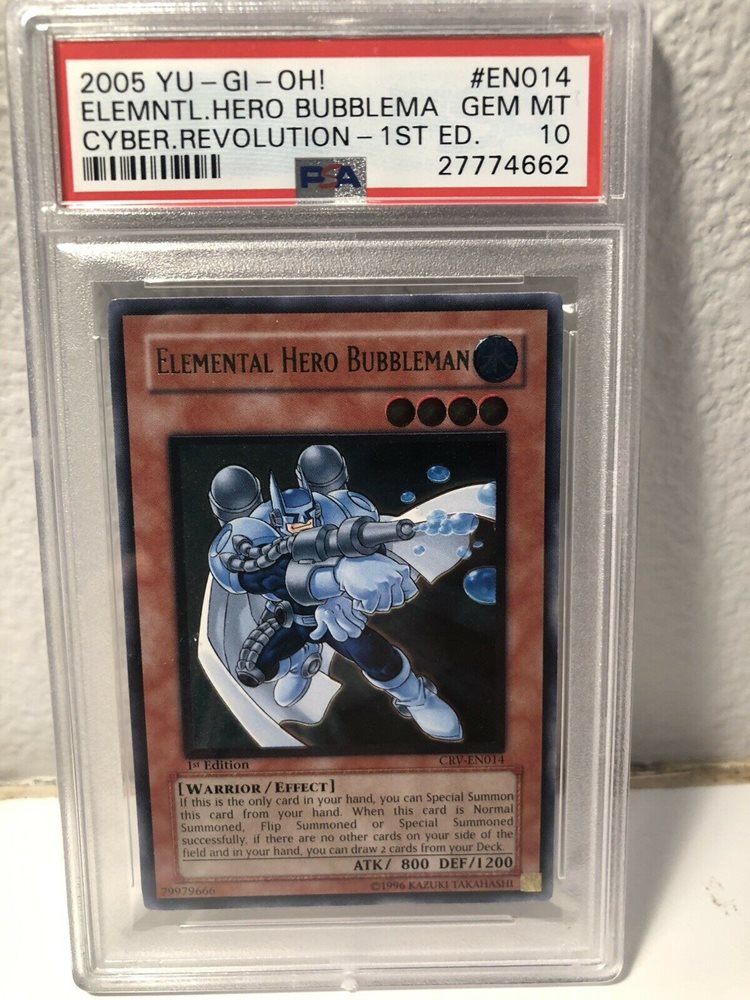 2005 YU-GI-OH! #EN014
ELEMNTL.HERO BUBBLEMA GEM MT
CYBER.REVOLUTION-1ST ED. 10
PSA 27774662
ELEMENTAL HERO BUBBLEMAN
1st Edition CRV-EN014
[WARRIOR/EFFECT]
If this is the only card in your hand, you can Special Summon
this card from your hand. When this card is Normal
Summoned, Flip Summoned or Special Summoned
successfully, if there are no other cards on your side of the
field and in your hand, you can draw 2 cards from your Deck.
ATK/ 800 DEF/1200
79979666 ©1996 KAZUKI TAKAHASHI